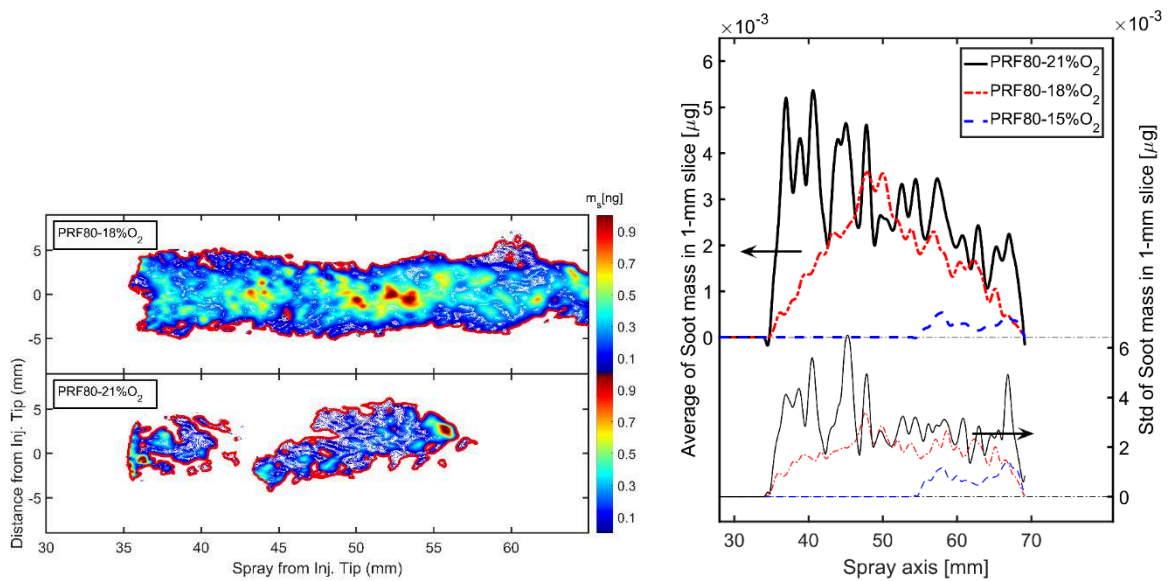 m_s[ng]
PRF80-18%O₂
5
0
-5
0.9
0.7
0.5
0.3
0.1
PRF80-21%O₂
5
0
-5
0.9
0.7
0.5
0.3
0.1
30 35 40 45 50 55 60
Spray from Inj. Tip (mm)
Distance from Inj. Tip (mm)
×10⁻³
×10⁻³
PRF80-21%O₂
PRF80-18%O₂
PRF80-15%O₂
6
5
4
3
2
1
0
6
4
2
0
30 40 50 60 70
Spray axis [mm]
Average of Soot mass in 1-mm slice [μg]
Std of Soot mass in 1-mm slice [μg]